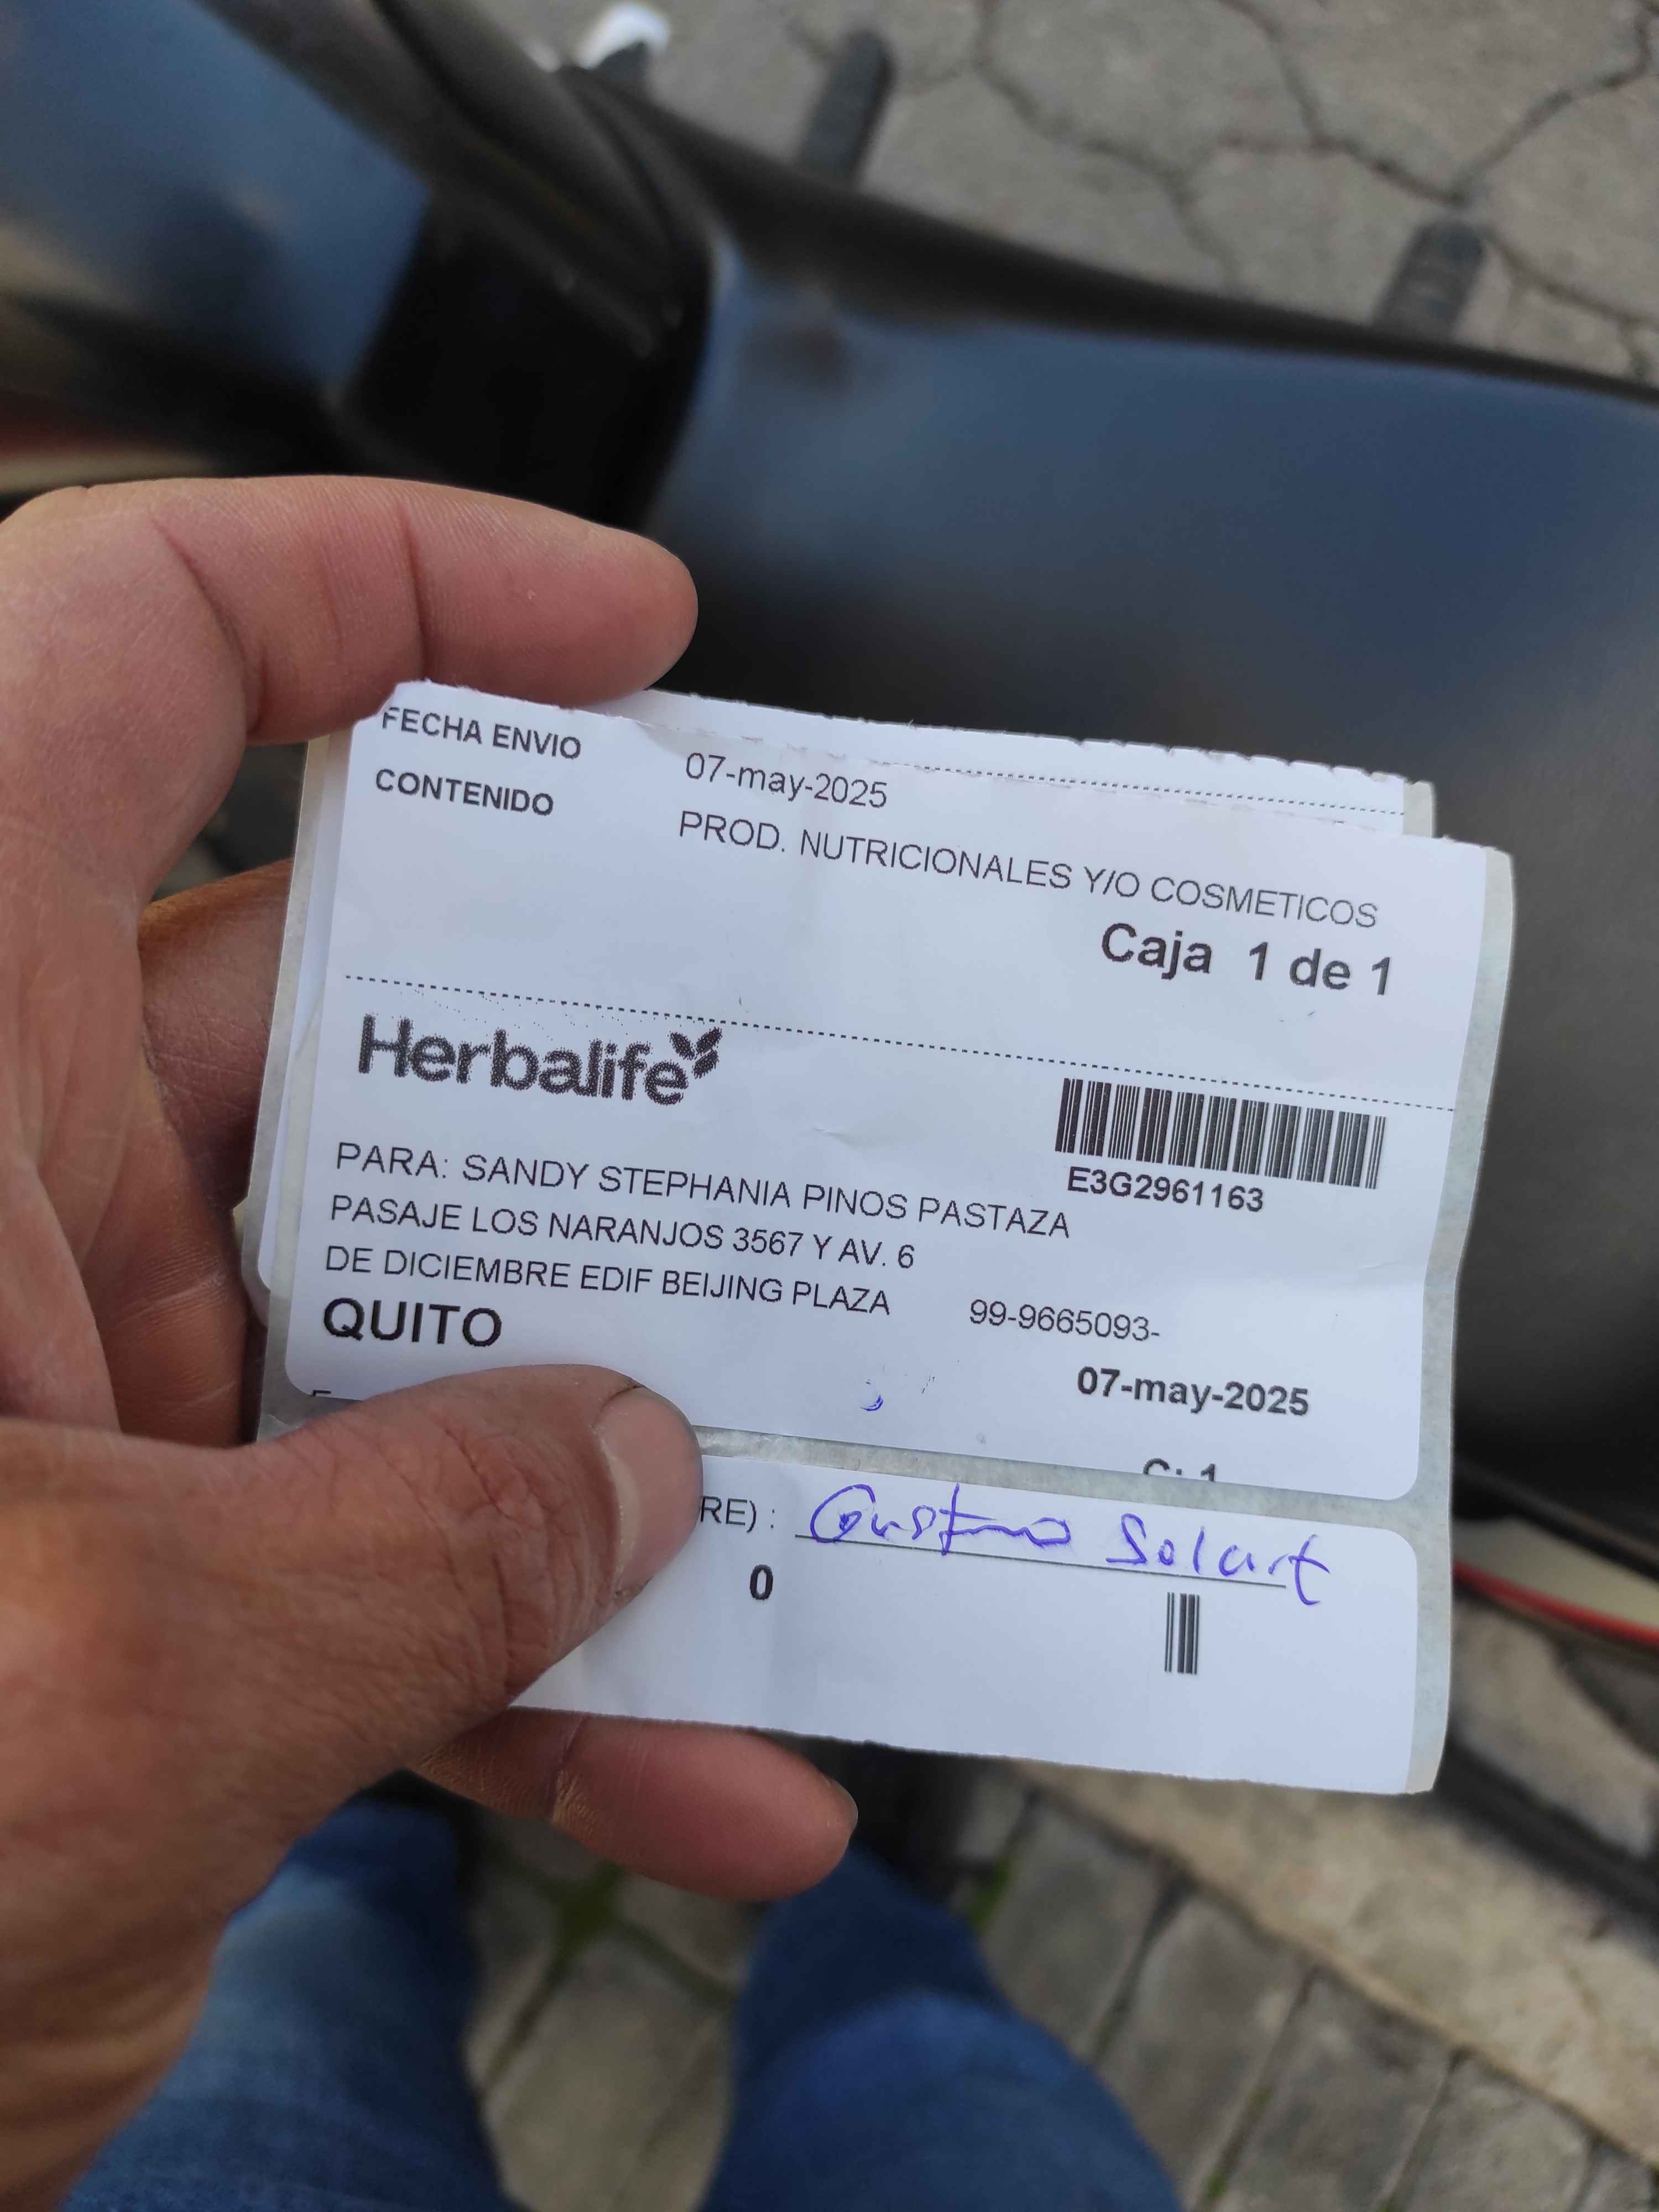 FECHA ENVIO 07-may-2025
CONTENIDO PROD. NUTRICIONALES Y/O COSMETICOS
Caja 1 de 1
Herbalife
E3G2961163
PARA: SANDY STEPHANIA PINOS PASTAZA
PASAJE LOS NARANJOS 3567 Y AV. 6
DE DICIEMBRE EDIF BEIJING PLAZA 99-9665093-
QUITO
07-may-2025
C: 1
RE) : Gustavo Solart
0